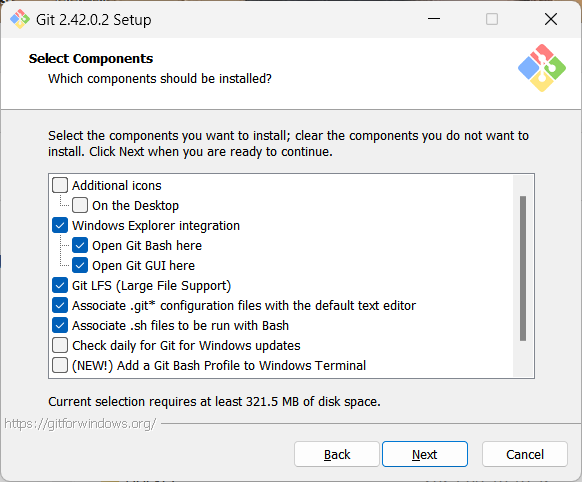 Git 2.42.0.2 Setup
Select Components
Which components should be installed?
Select the components you want to install; clear the components you do not want to
install. Click Next when you are ready to continue.
Additional icons
On the Desktop
Windows Explorer integration
Open Git Bash here
Open Git GUI here
Git LFS (Large File Support)
Associate .git* configuration files with the default text editor
Associate .sh files to be run with Bash
Check daily for Git for Windows updates
(NEW!) Add a Git Bash Profile to Windows Terminal
Current selection requires at least 321.5 MB of disk space.
https://gitforwindows.org/
Back
Next
Cancel